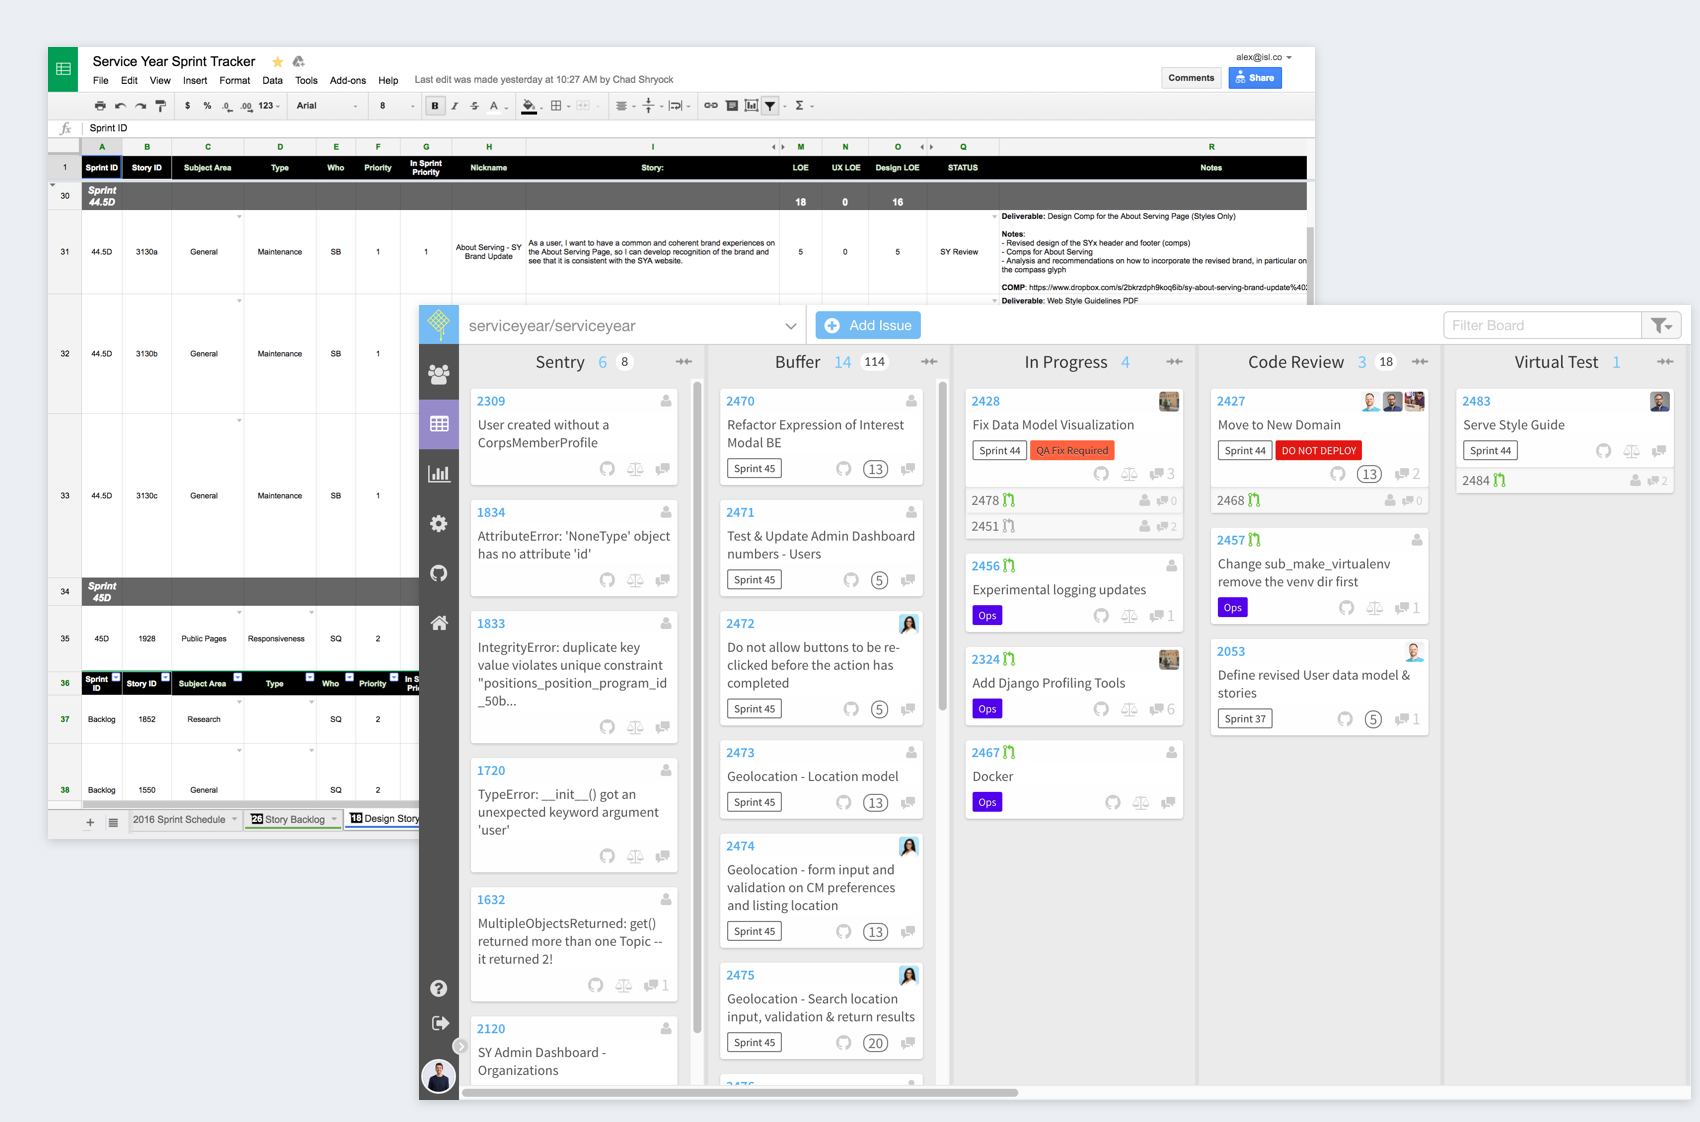 Service Year Sprint Tracker
alex@isl.co
File Edit View Insert Format Data Tools Add-ons Help Last edit was made yesterday at 10:27 AM by Chad Shryock
Comments Share
$ % .0 .00 123 Arial 8 B I S A Σ
fx Sprint ID
A B C D E F G H I M N O Q R
1 Sprint ID Story ID Subject Area Type Who Priority In Sprint Priority Nickname Story: LOE UX LOE Design LOE STATUS Notes
30 Sprint 44.5D 18 0 16
31 44.5D 3130a General Maintenance SB 1 1
About Serving - SY
Brand Update
As a user, I want to have a common and coherent brand experiences on
the About Serving Page, so I can develop recognition of the brand and
see that it is consistent with the SYA website.
5 0 5 SY Review
Deliverable: Design Comp for the About Serving Page (Styles Only)
Notes:
- Revised design of the SYx header and footer (comps)
- Comps for About Serving
- Analysis and recommendations on how to incorporate the revised brand, in particular on
the compass glyph
COMP: https://www.dropbox.com/s/2bkrzdph9koq6ib/sy-about-serving-brand-update%40
Deliverable: Web Style Guidelines PDF
32 44.5D 3130b General Maintenance SB 1
33 44.5D 3130c General Maintenance SB 1
34 Sprint 45D
35 45D 1928 Public Pages Responsiveness SQ 2
36 Sprint ID Story ID Subject Area Type Who Priority In S Pri
37 Backlog 1852 Research SQ 2
38 Backlog 1550 General SQ 2
+ 2016 Sprint Schedule 26 Story Backlog 18 Design Story
serviceyear/serviceyear
Add Issue
Filter Board
Sentry 6 8
2309
User created without a
CorpsMemberProfile
1834
AttributeError: 'NoneType' object
has no attribute 'id'
1833
IntegrityError: duplicate key
value violates unique constraint
"positions_position_program_id
_50b...
1720
TypeError: __init__() got an
unexpected keyword argument
'user'
1632
MultipleObjectsReturned: get()
returned more than one Topic --
it returned 2!
1
2120
SY Admin Dashboard -
Organizations
Buffer 14 114
2470
Refactor Expression of Interest
Modal BE
Sprint 45 13
2471
Test & Update Admin Dashboard
numbers - Users
Sprint 45 5
2472
Do not allow buttons to be re-
clicked before the action has
completed
Sprint 45 5
2473
Geolocation - Location model
Sprint 45 13
2474
Geolocation - form input and
validation on CM preferences
and listing location
Sprint 45 13
2475
Geolocation - Search location
input, validation & return results
Sprint 45 20
2476
In Progress 4
2428
Fix Data Model Visualization
Sprint 44 QA Fix Required
3
2478 0
2451 2
2456
Experimental logging updates
Ops 1
2324
Add Django Profiling Tools
Ops 6
2467
Docker
Ops
Code Review 3 18
2427
Move to New Domain
Sprint 44 DO NOT DEPLOY
13 2
2468 0
2457
Change sub_make_virtualenv
remove the venv dir first
Ops 1
2053
Define revised User data model &
stories
Sprint 37 5 1
Virtual Test 1
2483
Serve Style Guide
Sprint 44
2484 2